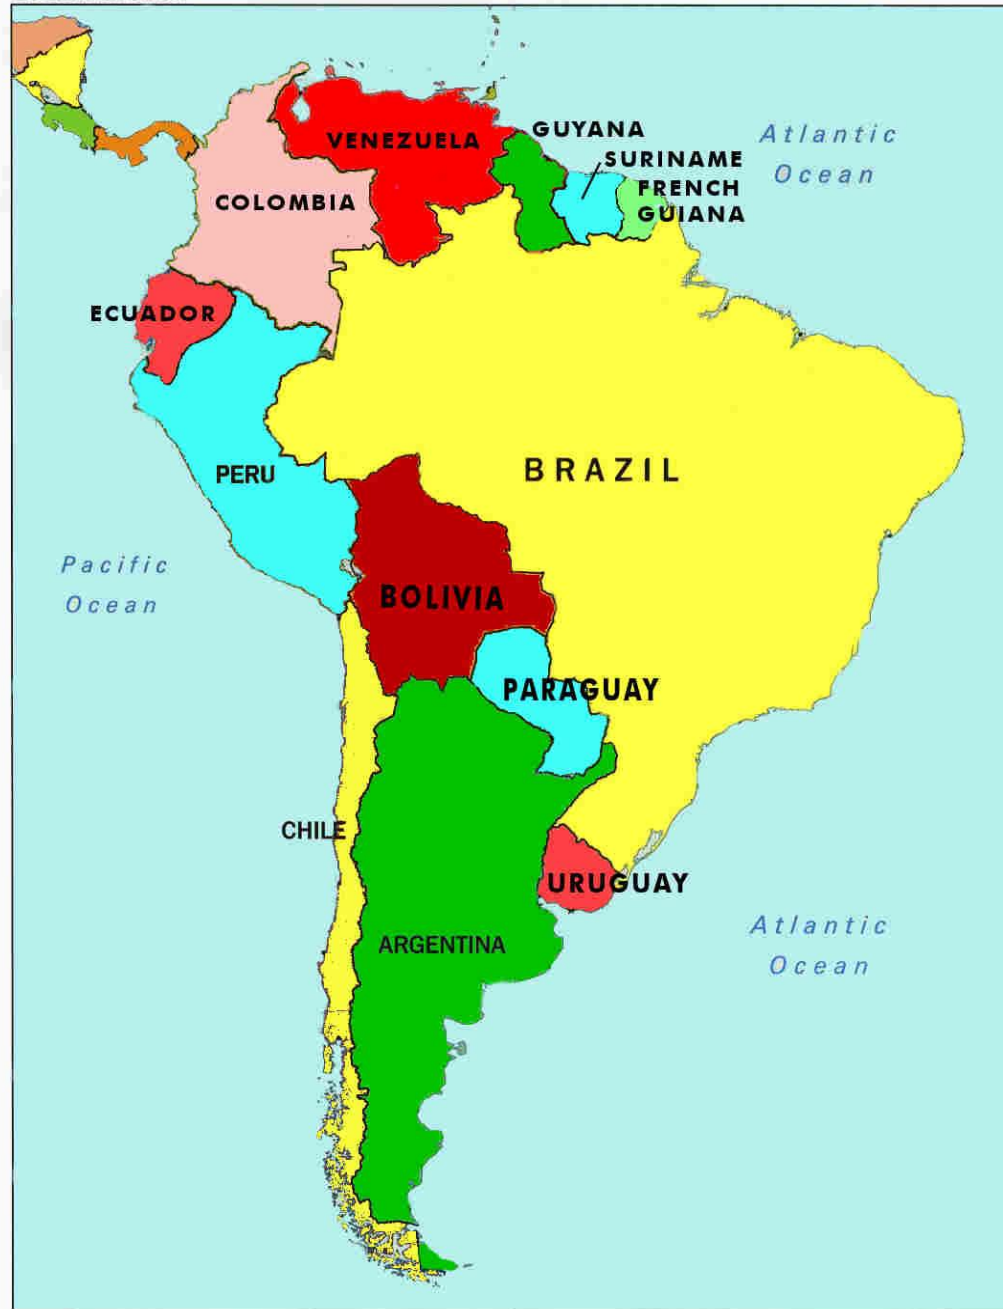 VENEZUELA
GUYANA
SURINAME
FRENCH
GUIANA
Atlantic
Ocean
COLOMBIA
ECUADOR
PERU
BRAZIL
Pacific
Ocean
BOLIVIA
PARAGUAY
CHILE
URUGUAY
ARGENTINA
Atlantic
Ocean